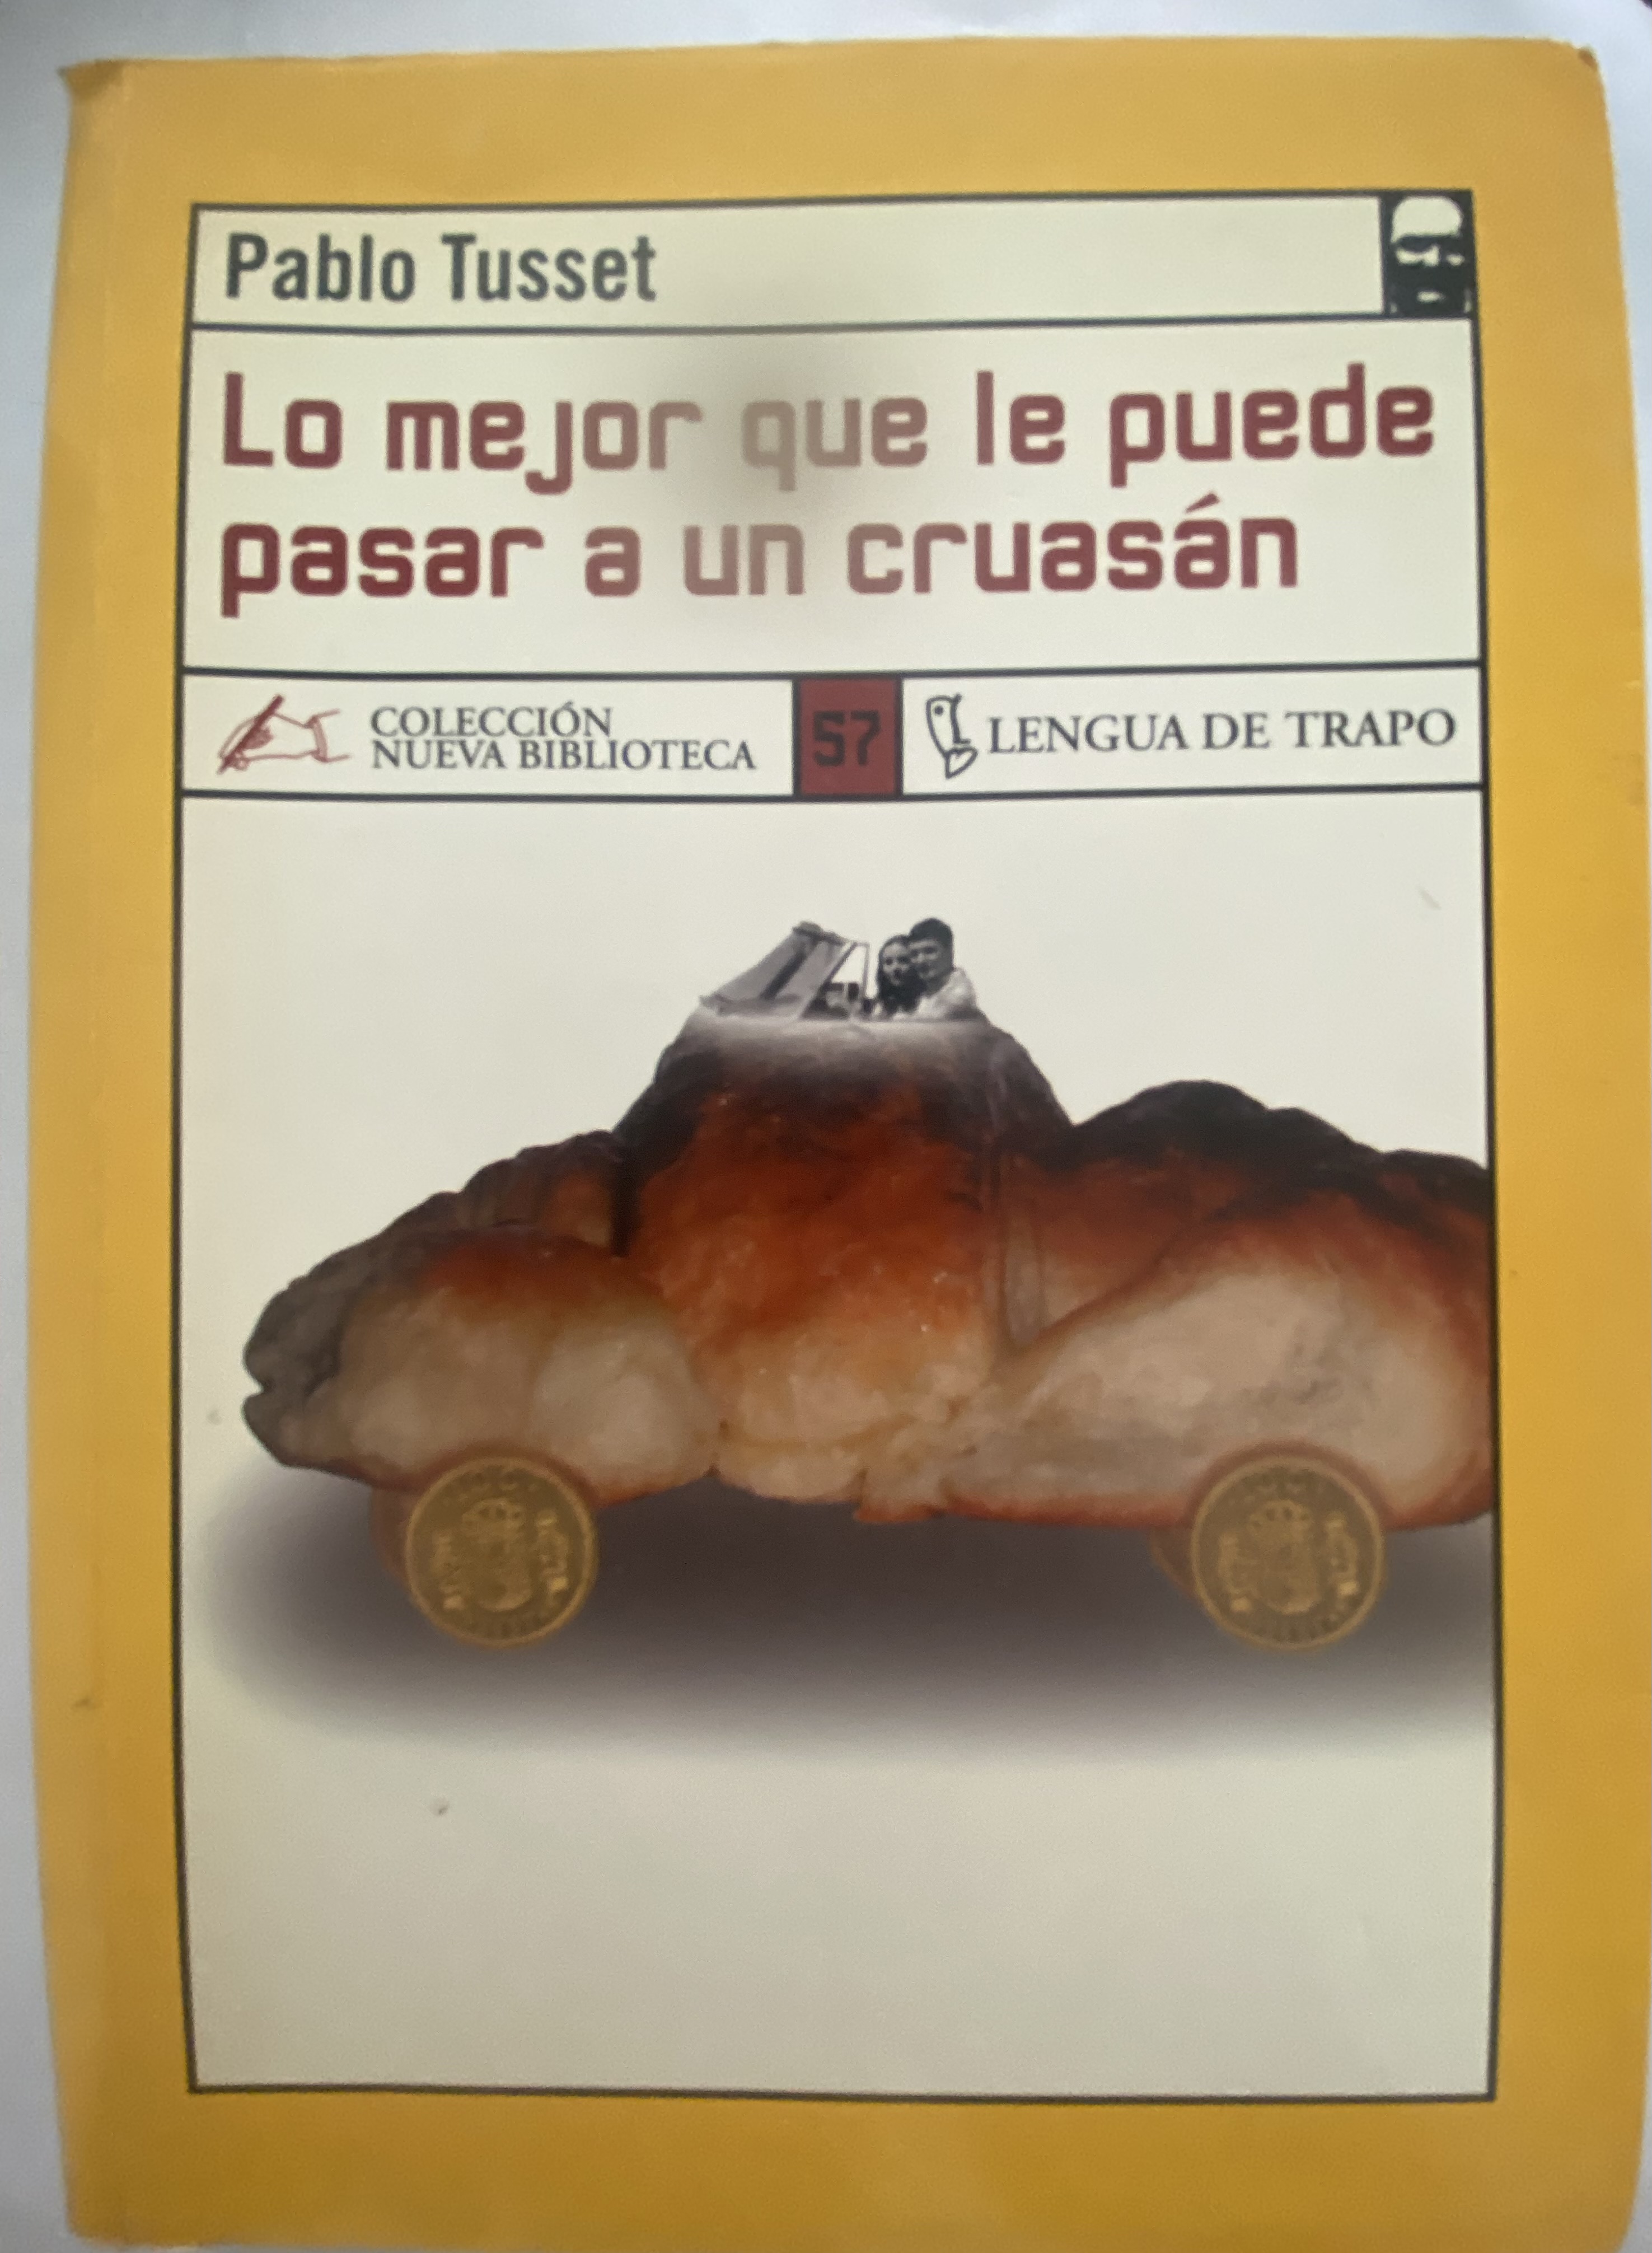 Pablo Tusset
Lo mejor que le puede
pasar a un cruasán
COLECCIÓN
NUEVA BIBLIOTECA
57
LENGUA DE TRAPO